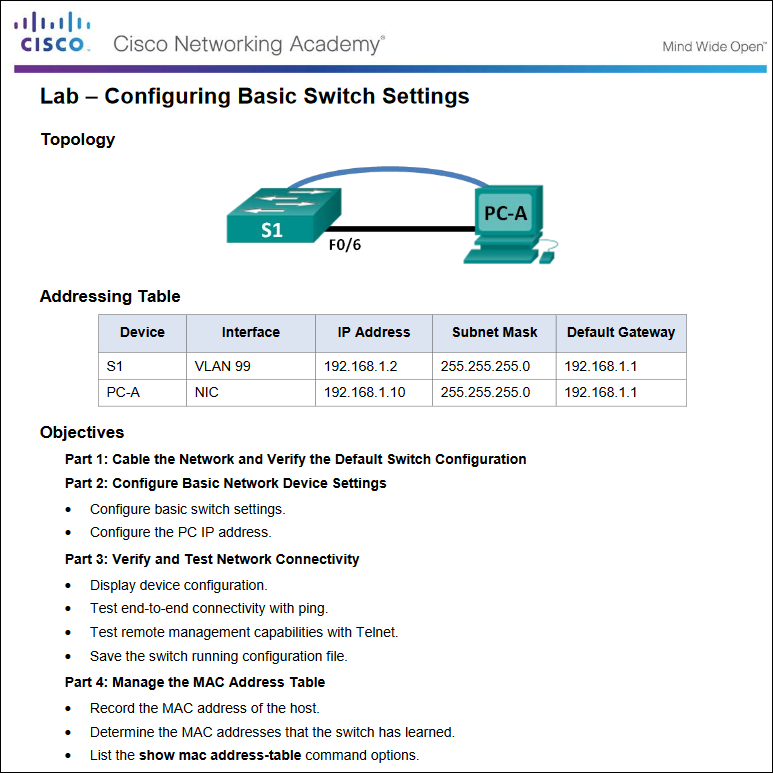 CISCO Cisco Networking Academy® Mind Wide Open™
Lab – Configuring Basic Switch Settings
Topology
PC-A
S1
F0/6
Addressing Table
Device Interface IP Address Subnet Mask Default Gateway
S1 VLAN 99 192.168.1.2 255.255.255.0 192.168.1.1
PC-A NIC 192.168.1.10 255.255.255.0 192.168.1.1
Objectives
Part 1: Cable the Network and Verify the Default Switch Configuration
Part 2: Configure Basic Network Device Settings
• Configure basic switch settings.
• Configure the PC IP address.
Part 3: Verify and Test Network Connectivity
• Display device configuration.
• Test end-to-end connectivity with ping.
• Test remote management capabilities with Telnet.
• Save the switch running configuration file.
Part 4: Manage the MAC Address Table
• Record the MAC address of the host.
• Determine the MAC addresses that the switch has learned.
• List the show mac address-table command options.